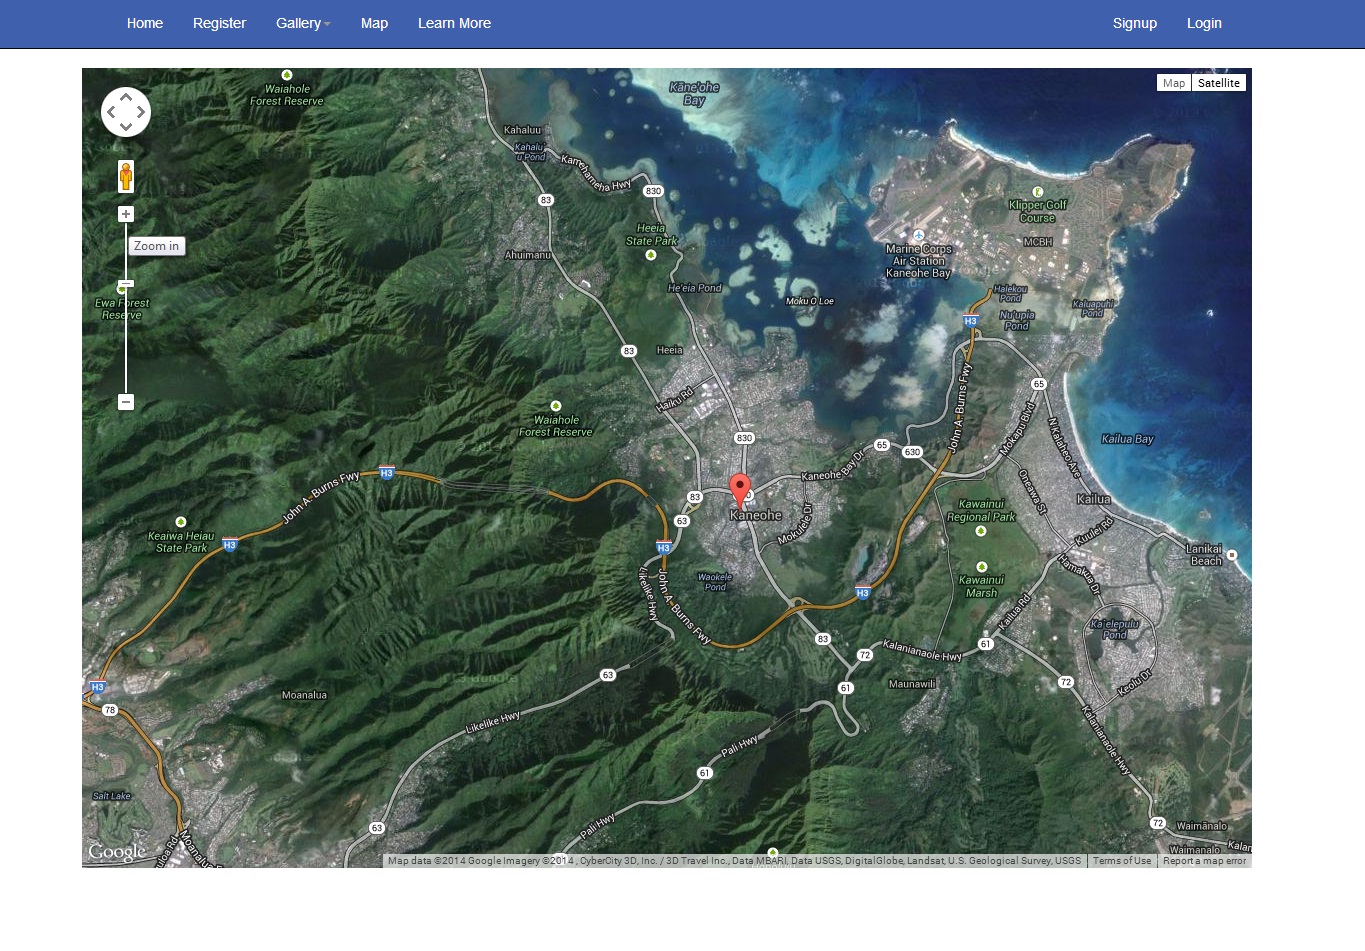 Home
Register
Gallery
Map
Learn More
Signup
Login
Map
Satellite
Zoom in
Waiahole
Forest Reserve
Kāne'ohe
Bay
Kahaluu
Kahalu'
u Pond
Kamehameha Hwy
830
83
Heeia
State Park
Ahuimanu
He'eia Pond
Moku O Loe
Klipper Golf
Course
MCBH
Marine Corps
Air Station
Kaneohe Bay
Halekou
Pond
Nu'upia
Pond
Kaluapuhi
Pond
H3
Ewa Forest
Reserve
83
Heeia
Haiku Rd
65
John A. Burns Fwy
Mokapu Blvd
N Kalaheo Ave
Kailua Bay
Waiahole
Forest Reserve
830
65
630
Kaneohe Bay Dr
H3
John A. Burns Fwy
83
Kaneohe
63
Mokulele Dr
Oneawa St
Kailua
Kawainui
Regional Park
Kuulei Rd
Keaiwa Heiau
State Park
H3
H3
Lanikai
Beach
Likelike Hwy
John A. Burns Fwy
Waokele
Pond
H3
Kawainui
Marsh
Hamakua Dr
Kailua Rd
Ka'elepulu
Pond
83
72
Kalanianaole Hwy
61
63
61
Maunawili
72
Keolu Dr
H3
78
Moanalua
Likelike Hwy
Pali Hwy
Kalanianaole Hwy
61
Salt Lake
63
Pali Hwy
72
Waimānalo
Waimanalo
Google
Map data ©2014 Google Imagery ©2014 , CyberCity 3D, Inc. / 3D Travel Inc., Data MBARI, Data USGS, DigitalGlobe, Landsat, U.S. Geological Survey, USGS
Terms of Use
Report a map error